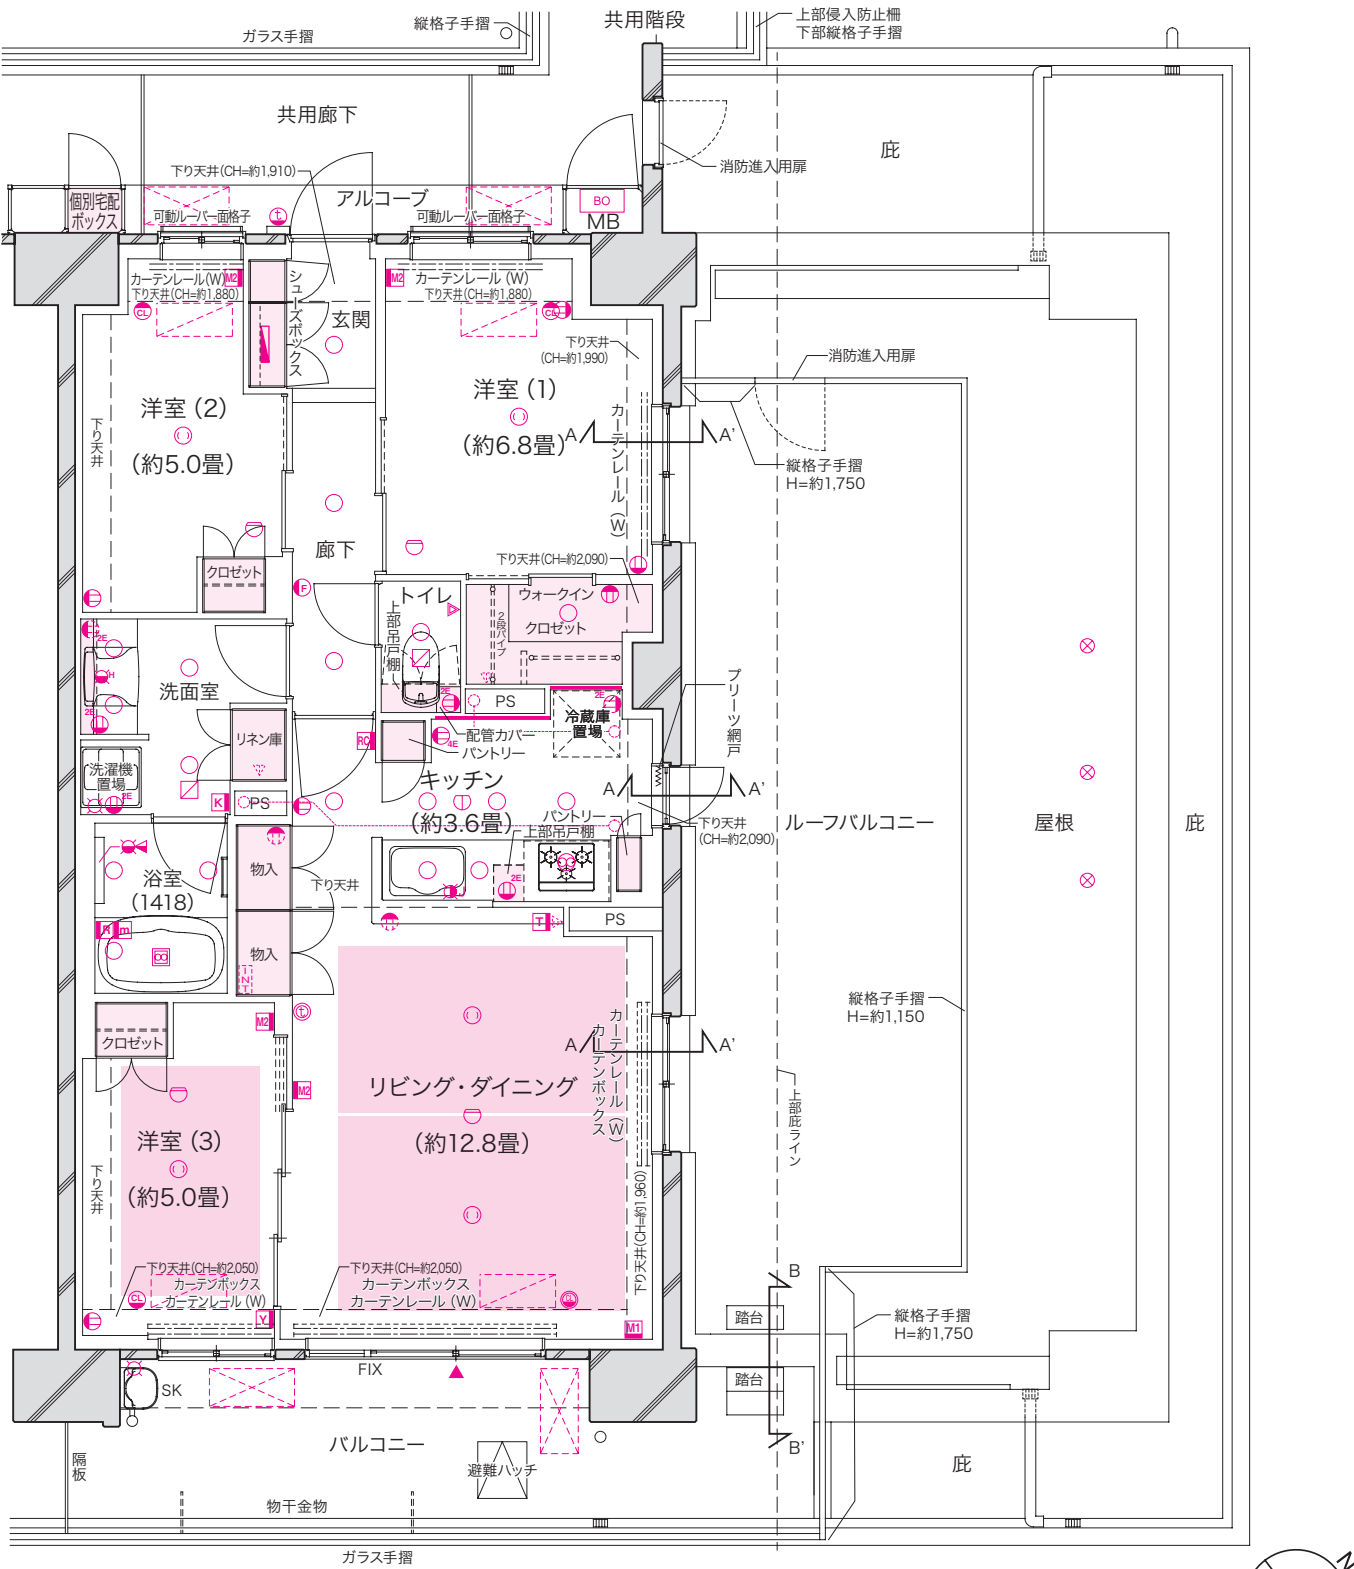 縦格子手摺
ガラス手摺
共用階段
上部侵入防止柵
下部縦格子手摺
共用廊下
庇
消防進入用扉
下り天井(CH=約1,910)
アルコーブ
個別宅配
ボックス
可動ルーバー面格子
可動ルーバー面格子
BO
MB
t
カーテンレール(W)
下り天井(CH=約1,880)
M2
M2
カーテンレール (W)
下り天井(CH=約1,880)
CL
CL
シューズボックス
玄関
下り天井
(CH=約1,990)
消防進入用扉
洋室 (2)
(約5.0畳)
洋室 (1)
(約6.8畳)
下り天井
カーテンレール (W)
A
A'
縦格子手摺
H=約1,750
廊下
下り天井(CH=約2,090)
クロゼット
F
トイレ
上部吊戸棚
ウォークイン
クロゼット
2段パイプ
2E
H
2E
洗面室
2E
PS
2E
冷蔵庫
置場
プリーツ網戸
配管カバー
パントリー
RC
4E
リネン庫
洗濯機
置場
2E
K
PS
キッチン
(約3.6畳)
A
A'
パントリー
上部吊戸棚
下り天井
(CH=約2,090)
ルーフバルコニー
屋根
庇
浴室
(1418)
物入
下り天井
2E
J
T
PS
R
m
物入
INT
縦格子手摺
H=約1,150
クロゼット
M2
t
M2
リビング・ダイニング
(約12.8畳)
カーテンレール (W)
カーテンボックス
A
A'
上部庇ライン
洋室 (3)
(約5.0畳)
下り天井
下り天井(CH=約1,960)
下り天井(CH=約2,050)
カーテンボックス
カーテンレール (W)
下り天井(CH=約2,050)
カーテンボックス
カーテンレール (W)
CL
Y
M1
B
踏台
縦格子手摺
H=約1,750
FIX
SK
踏台
B'
バルコニー
避難ハッチ
隔板
物干金物
庇
ガラス手摺
N